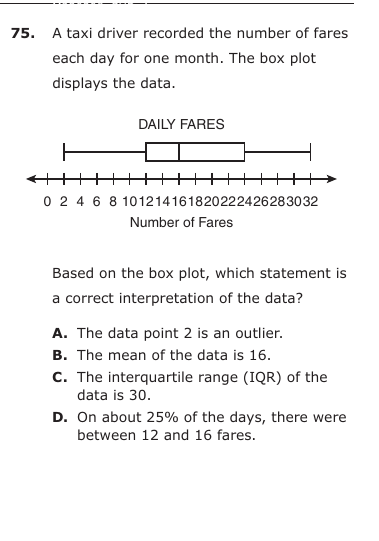 75. A taxi driver recorded the number of fares
each day for one month. The box plot
displays the data.
DAILY FARES
0 2 4 6 8 10 12 14 16 18 20 22 24 26 28 30 32
Number of Fares
Based on the box plot, which statement is
a correct interpretation of the data?
A. The data point 2 is an outlier.
B. The mean of the data is 16.
C. The interquartile range (IQR) of the
data is 30.
D. On about 25% of the days, there were
between 12 and 16 fares.